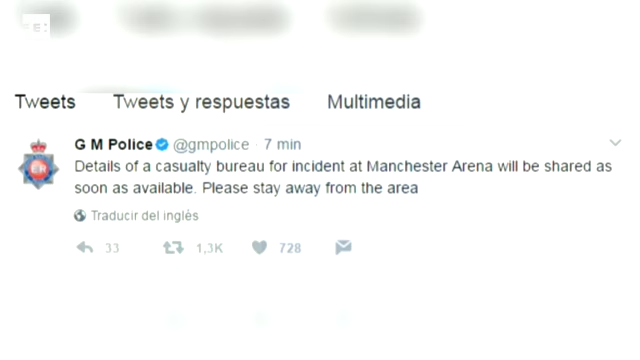 Tweets Tweets y respuestas Multimedia
G M Police @gmpolice · 7 min
Details of a casualty bureau for incident at Manchester Arena will be shared as
soon as available. Please stay away from the area
Traducir del inglés
33 1,3K 728